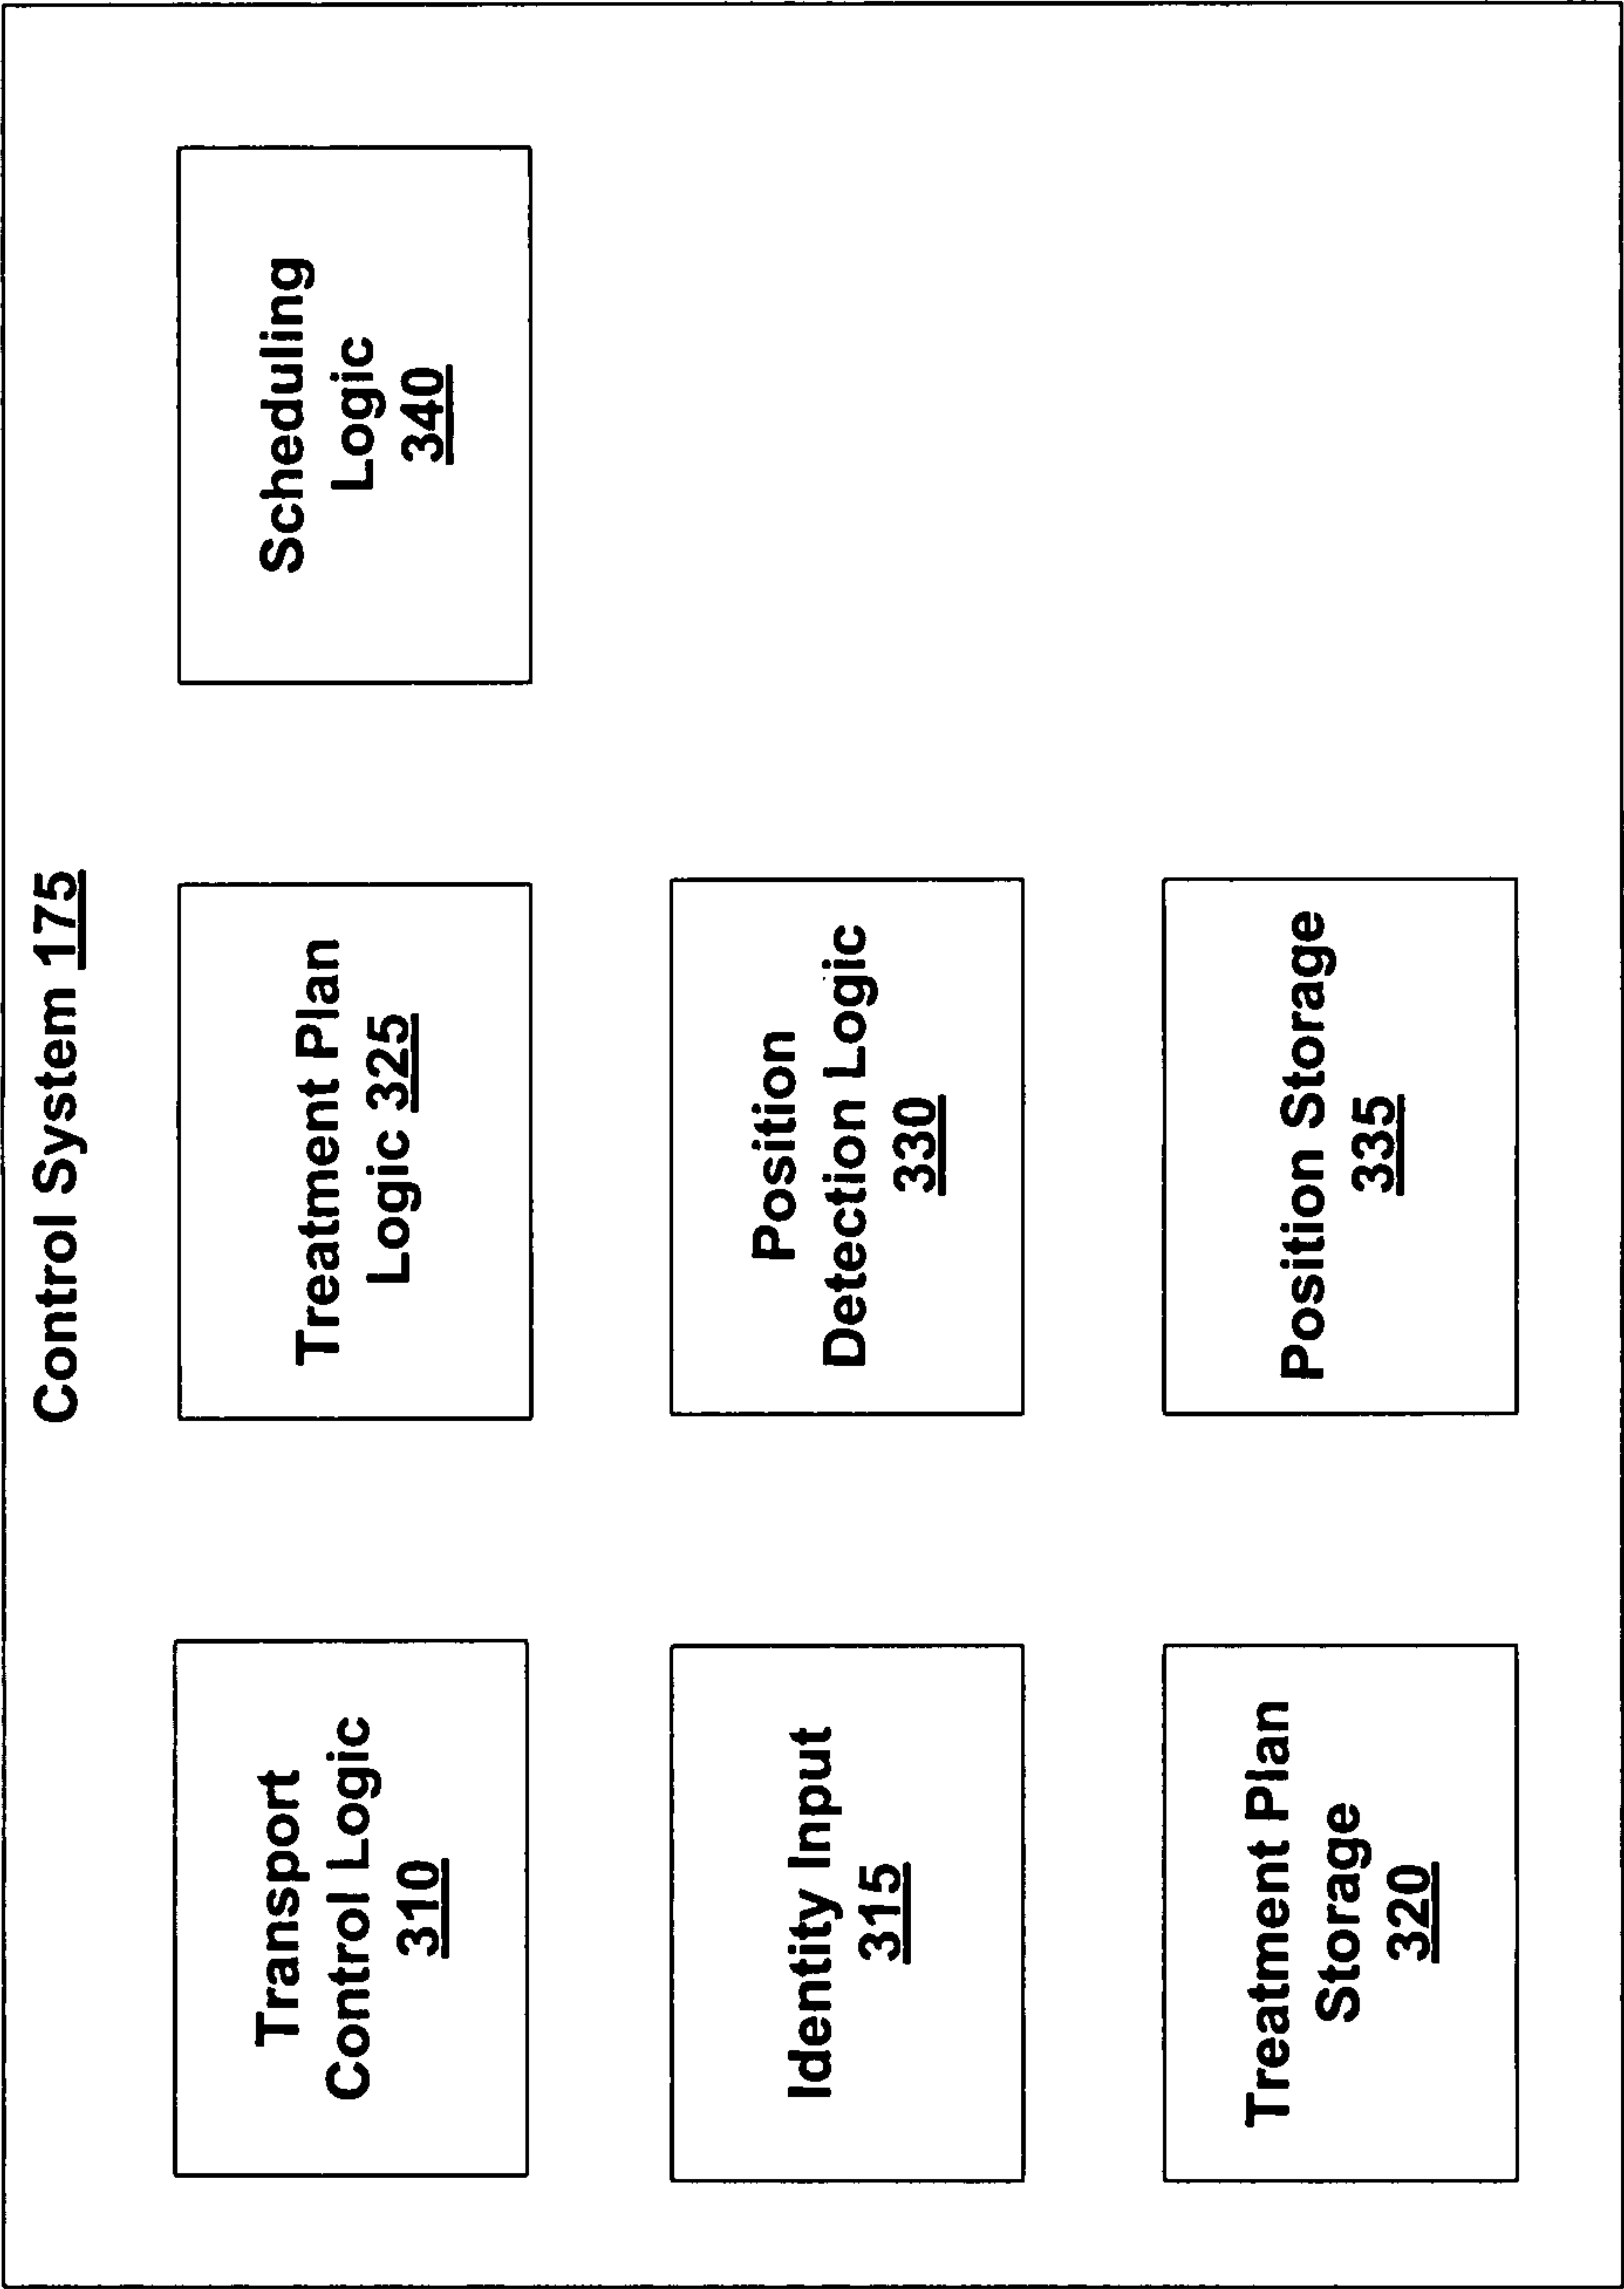 Control System 175
Transport
Control Logic
310
Identity Input
315
Treatment Plan
Storage
320
Treatment Plan
Logic 325
Position
Detection Logic
330
Position Storage
335
Scheduling
Logic
340